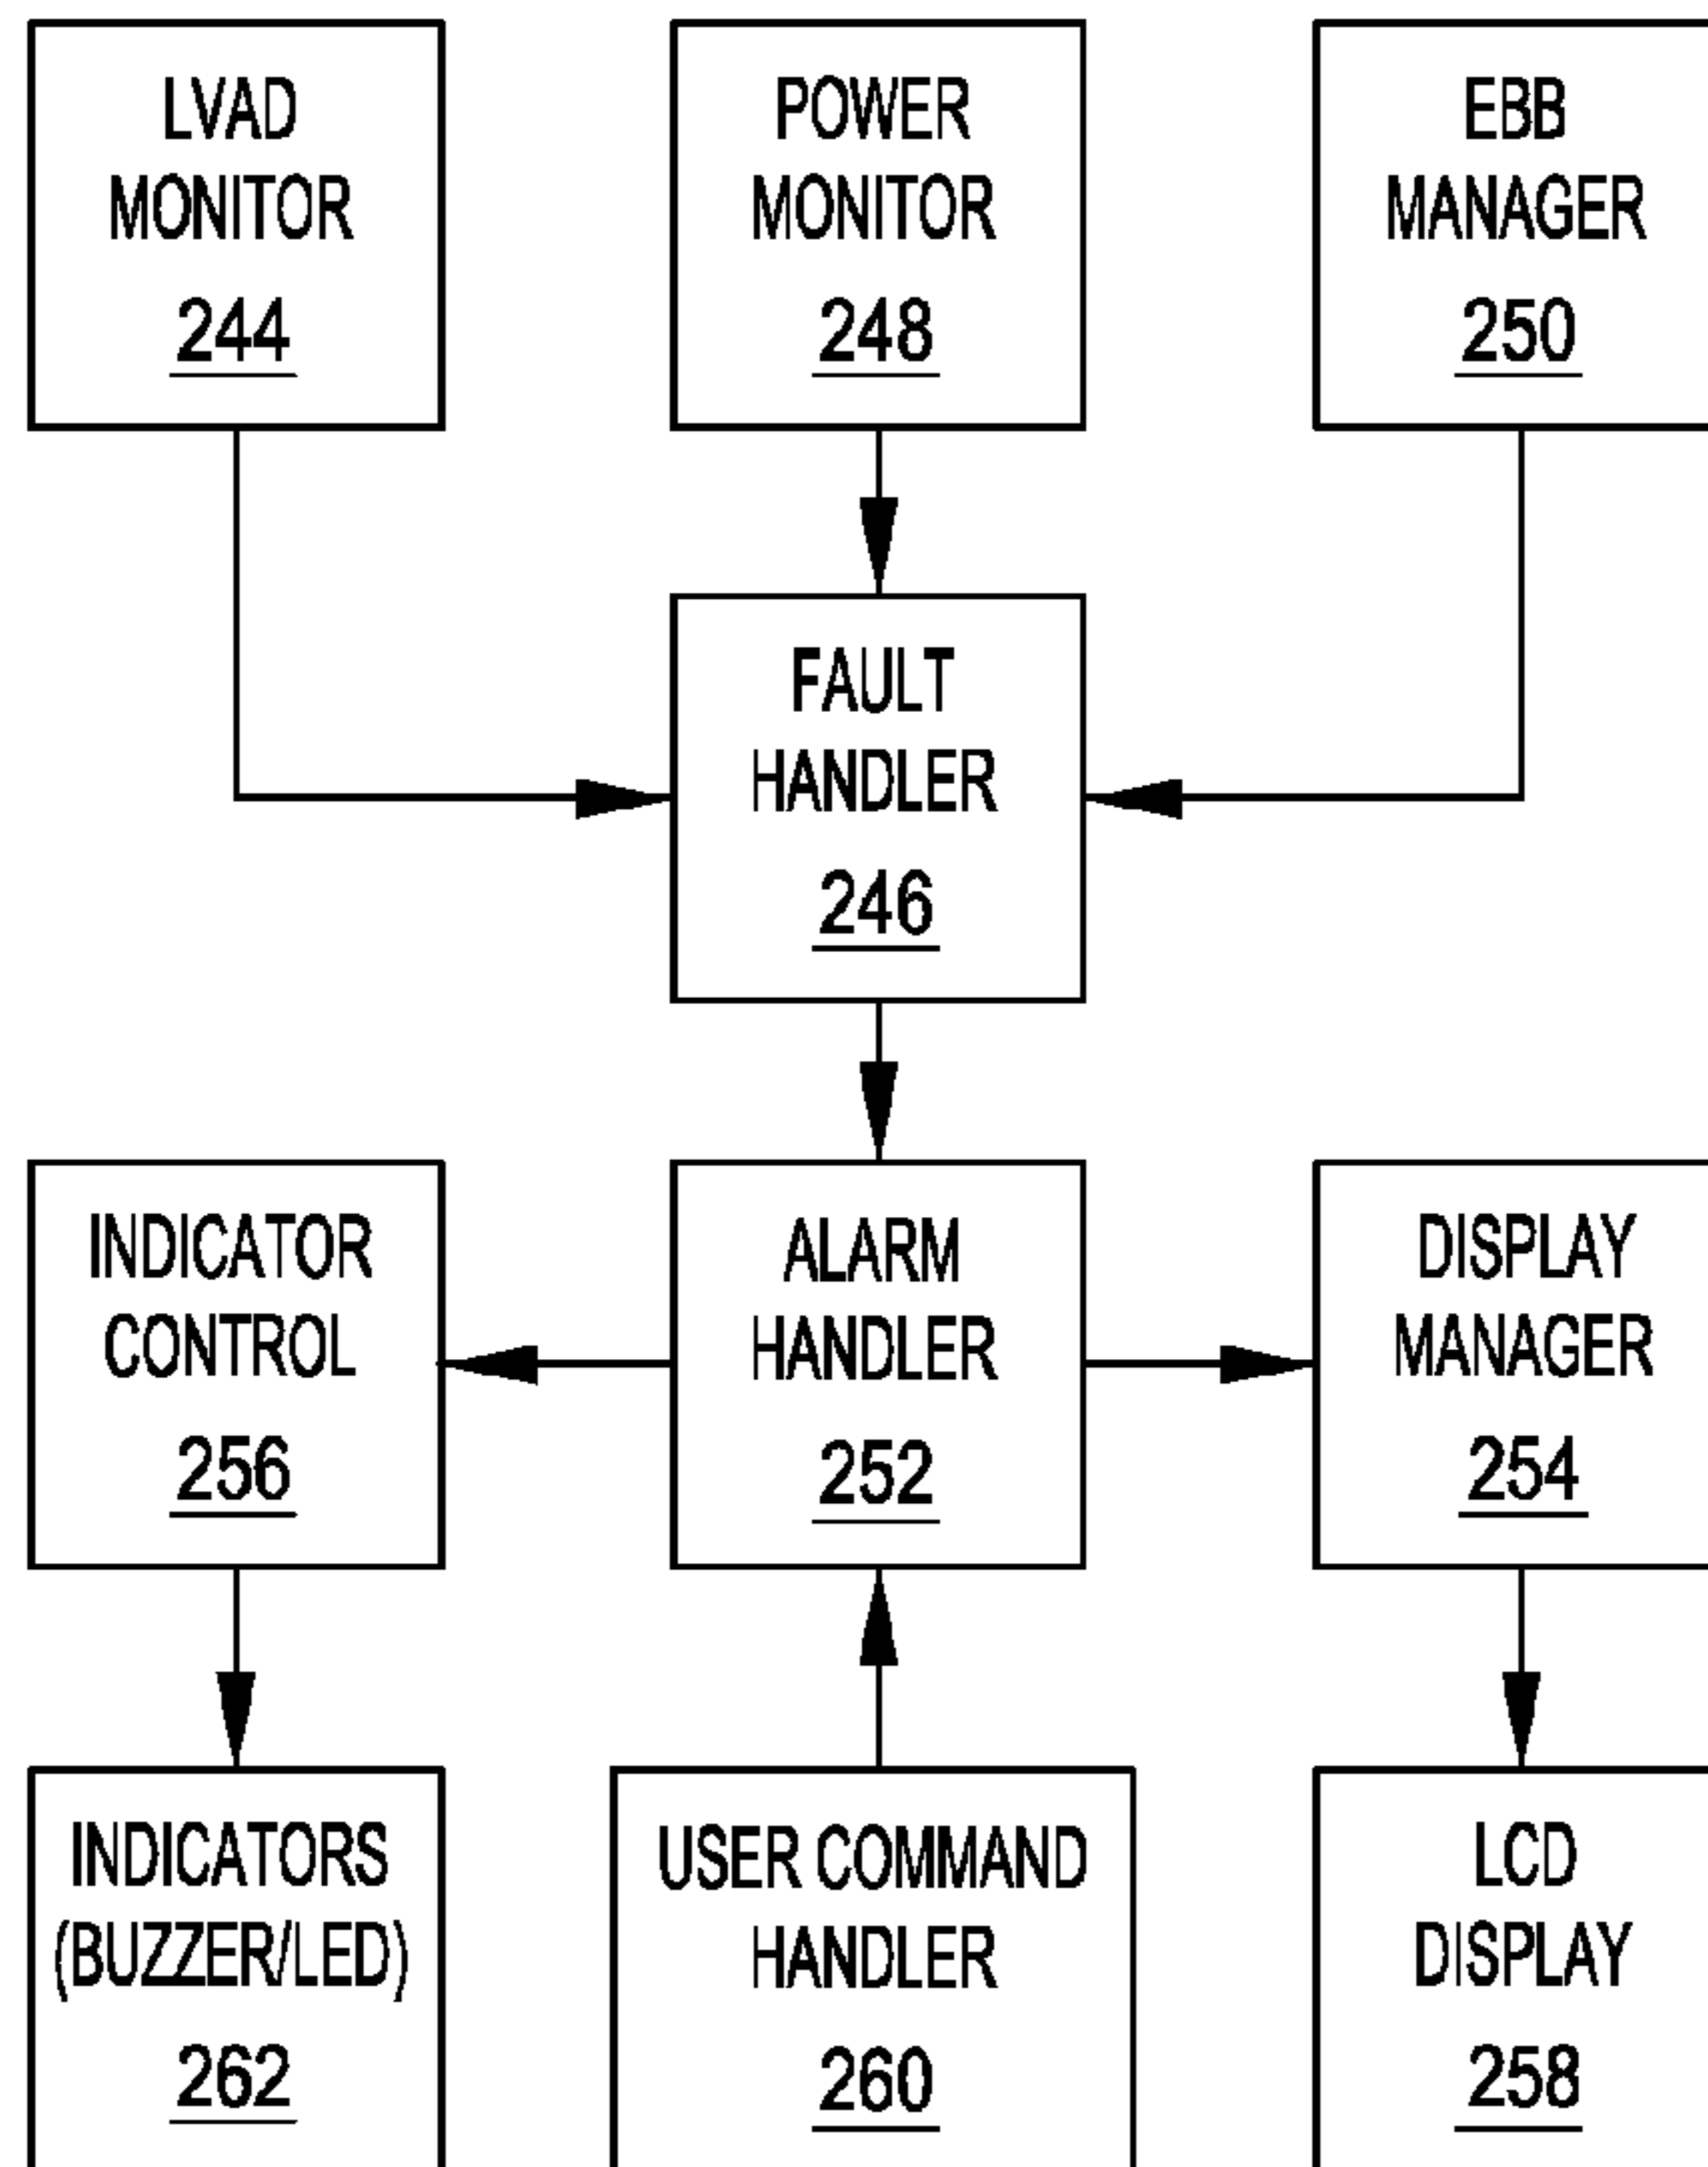 LVAD
MONITOR
244
POWER
MONITOR
248
EBB
MANAGER
250
FAULT
HANDLER
246
INDICATOR
CONTROL
256
ALARM
HANDLER
252
DISPLAY
MANAGER
254
INDICATORS
(BUZZER/LED)
262
USER COMMAND
HANDLER
260
LCD
DISPLAY
258